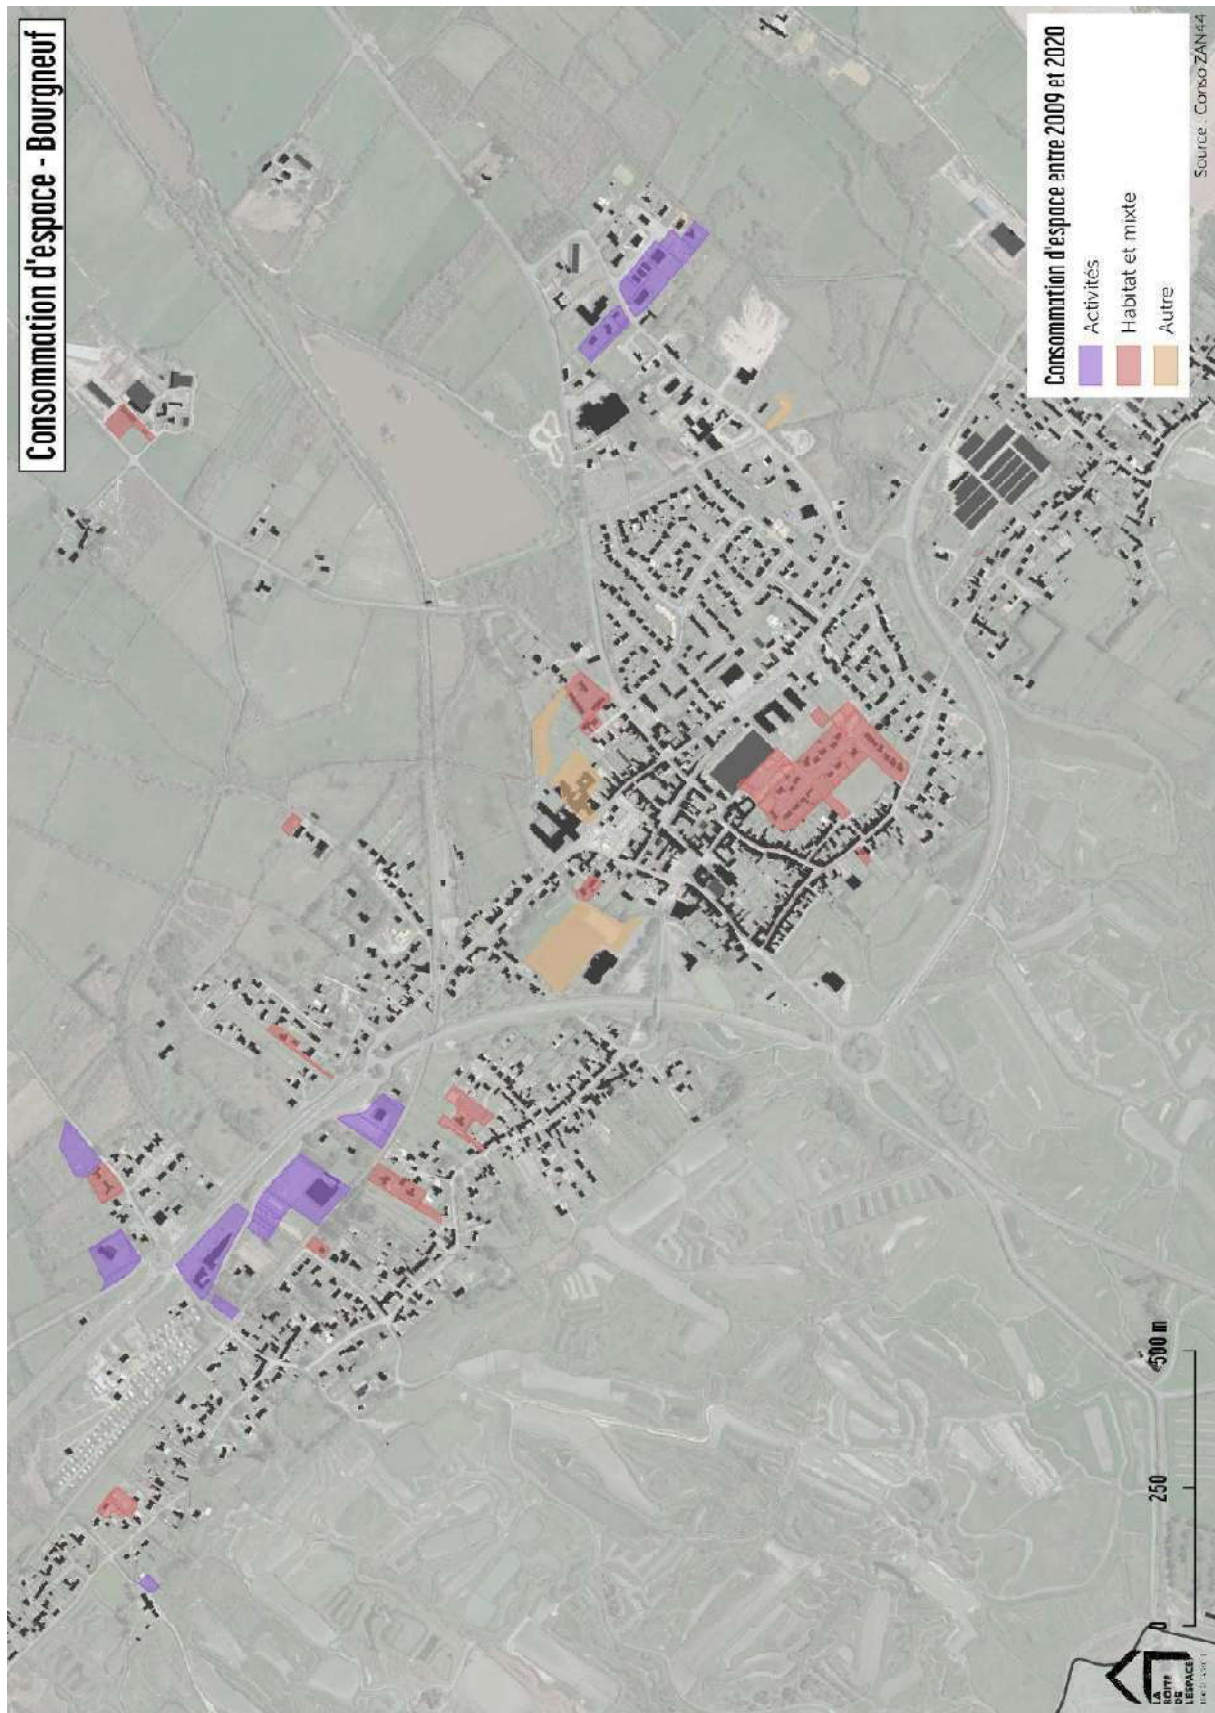 Consommation d'espace - Bourgneuf
Consommation d'espace entre 2009 et 2020
Activités
Habitat et mixte
Autre
Source : Conso ZAN44
0 250 500 m
LA
BOITE
DE
L'ESPACE